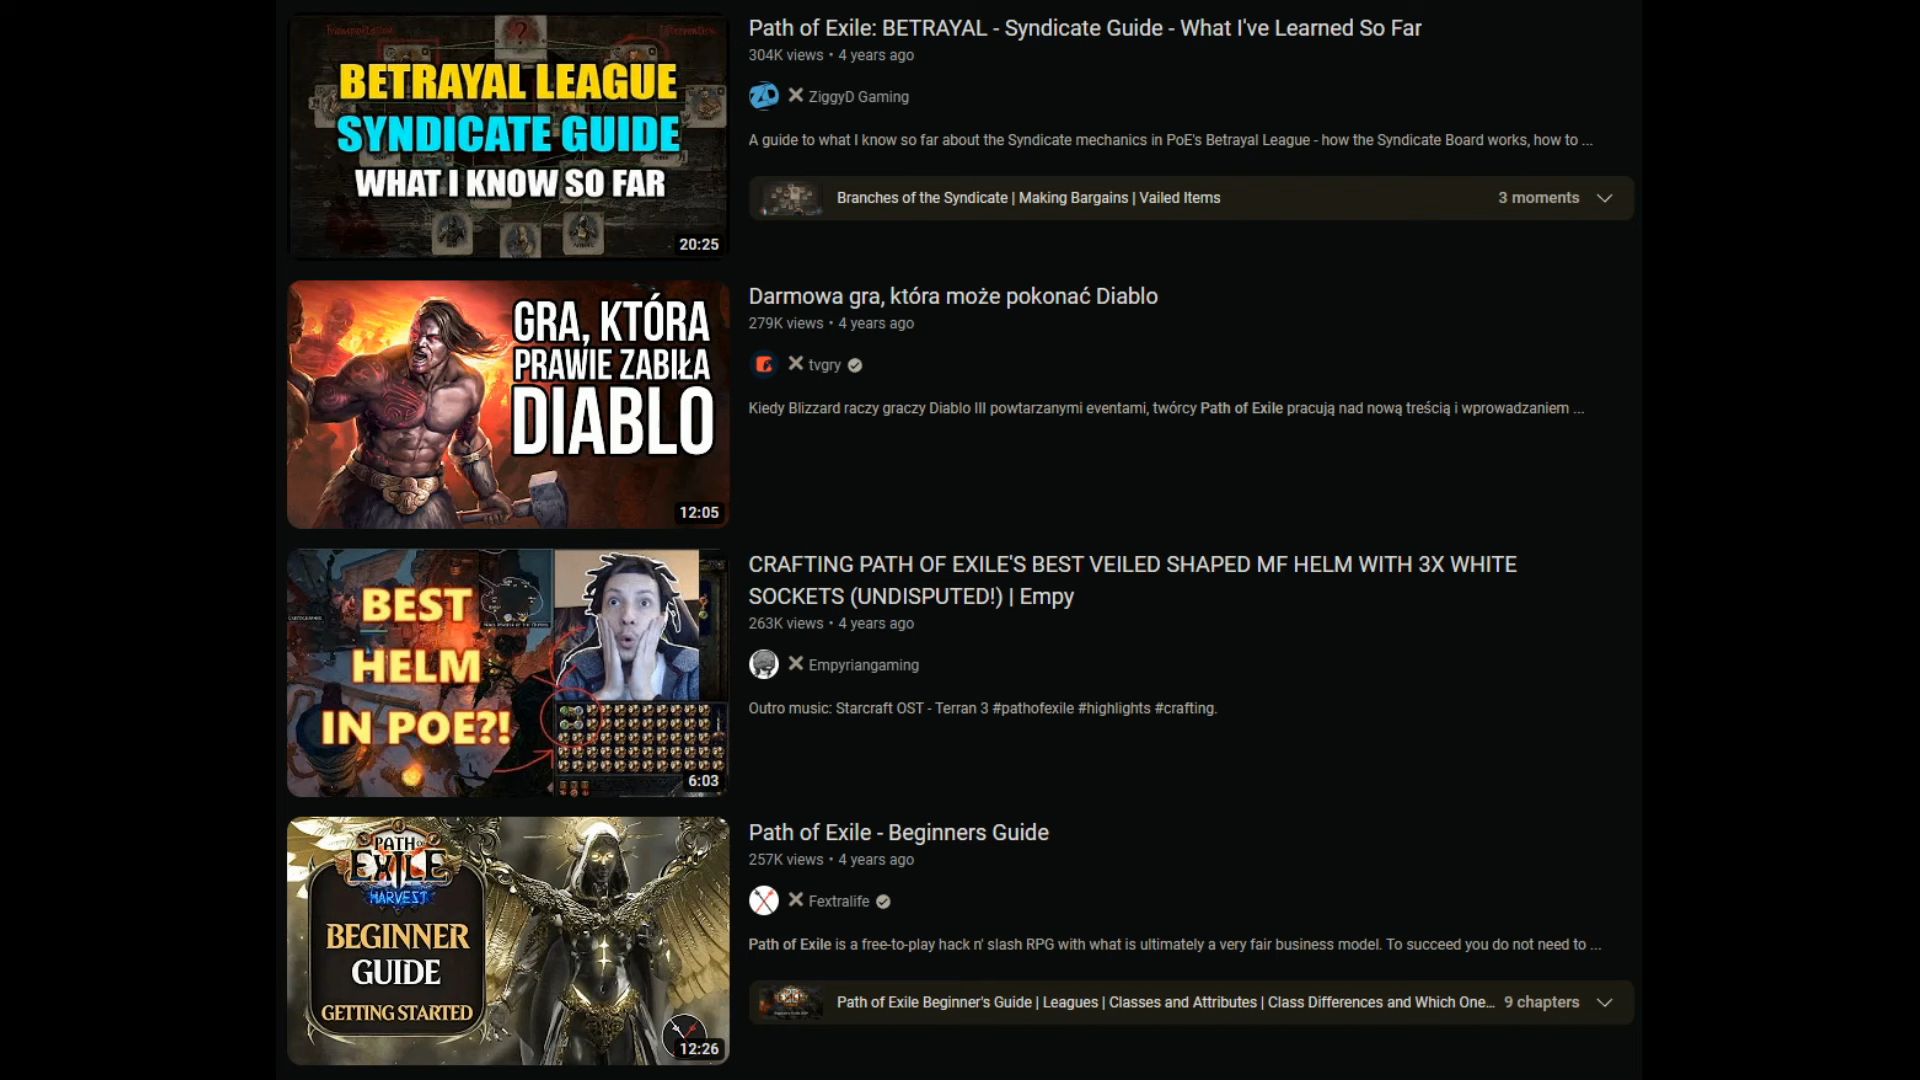 BETRAYAL LEAGUE
SYNDICATE GUIDE
WHAT I KNOW SO FAR
20:25
Path of Exile: BETRAYAL - Syndicate Guide - What I've Learned So Far
304K views • 4 years ago
ZiggyD Gaming
A guide to what I know so far about the Syndicate mechanics in PoE's Betrayal League - how the Syndicate Board works, how to ...
Branches of the Syndicate | Making Bargains | Vailed Items
3 moments
GRA, KTÓRA
PRAWIE ZABIŁA
DIABLO
12:05
Darmowa gra, która może pokonać Diablo
279K views • 4 years ago
tvgry
Kiedy Blizzard raczy graczy Diablo III powtarzanymi eventami, twórcy Path of Exile pracują nad nową treścią i wprowadzaniem ...
BEST
HELM
IN POE?!
6:03
CRAFTING PATH OF EXILE'S BEST VEILED SHAPED MF HELM WITH 3X WHITE
SOCKETS (UNDISPUTED!) | Empy
263K views • 4 years ago
Empyriangaming
Outro music: Starcraft OST - Terran 3 #pathofexile #highlights #crafting.
PATH OF
EXILE
HARVEST
BEGINNER
GUIDE
GETTING STARTED
12:26
Path of Exile - Beginners Guide
257K views • 4 years ago
Fextralife
Path of Exile is a free-to-play hack n' slash RPG with what is ultimately a very fair business model. To succeed you do not need to ...
Path of Exile Beginner's Guide | Leagues | Classes and Attributes | Class Differences and Which One...
9 chapters